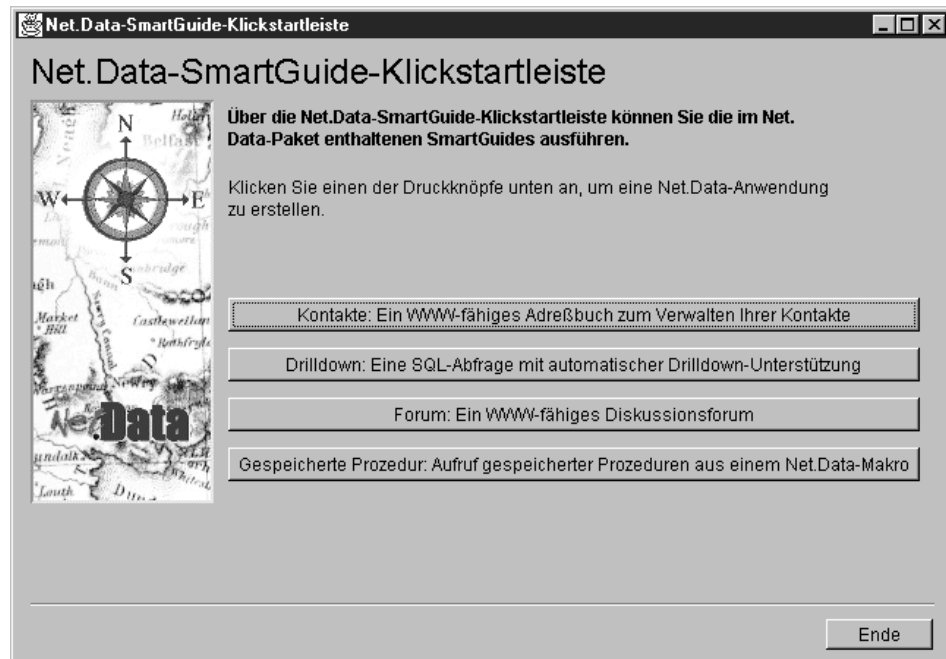 Net.Data-SmartGuide-Klickstartleiste
Net.Data-SmartGuide-Klickstartleiste
Über die Net.Data-SmartGuide-Klickstartleiste können Sie die im Net.
Data-Paket enthaltenen SmartGuides ausführen.
Klicken Sie einen der Druckknöpfe unten an, um eine Net.Data-Anwendung
zu erstellen.
N
Belfast
W
E
S
Market
Hill
Castlewellan
Net.Data
Louth
Kontakte: Ein WWW-fähiges Adreßbuch zum Verwalten Ihrer Kontakte
Drilldown: Eine SQL-Abfrage mit automatischer Drilldown-Unterstützung
Forum: Ein WWW-fähiges Diskussionsforum
Gespeicherte Prozedur: Aufruf gespeicherter Prozeduren aus einem Net.Data-Makro
Ende